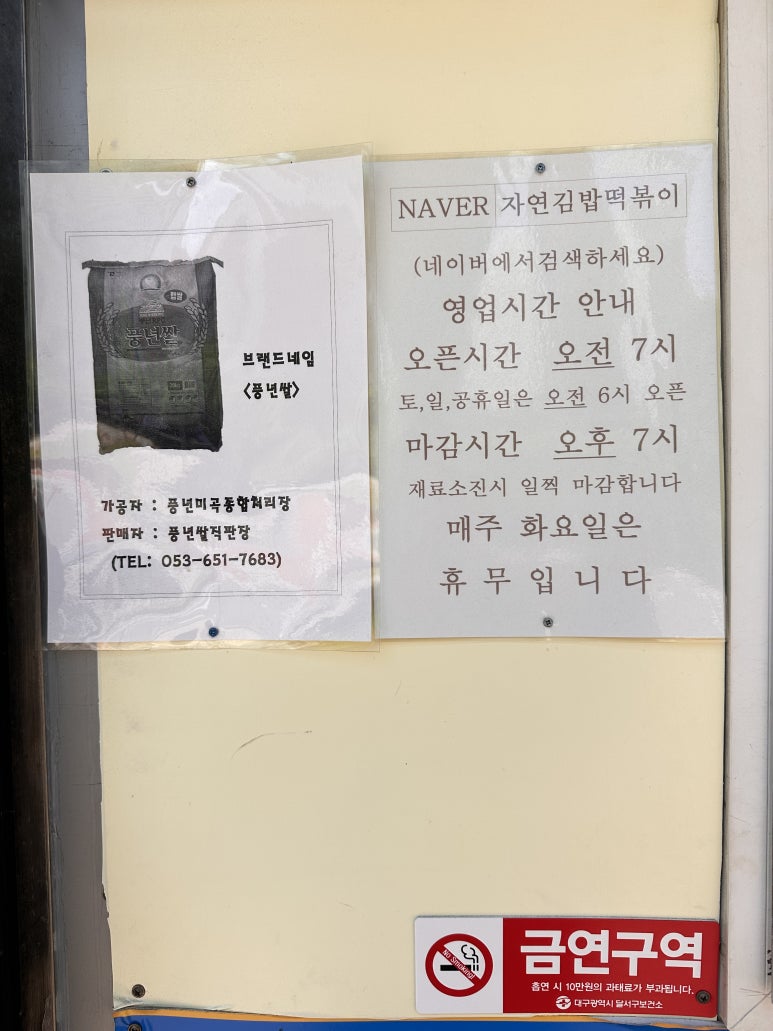 풍년쌀
햅쌀
브랜드네임
<풍년쌀>
가공자 : 풍년미곡통합처리장
판매자 : 풍년쌀직판장
(TEL: 053-651-7683)
NAVER 자연김밥떡볶이
(네이버에서검색하세요)
영업시간 안내
오픈시간 오전 7시
토,일,공휴일은 오전 6시 오픈
마감시간 오후 7시
재료소진시 일찍 마감합니다
매주 화요일은
휴 무 입 니 다
No Smoking!
금연구역
흡연 시 10만원의 과태료가 부과됩니다.
대구광역시 달서구보건소